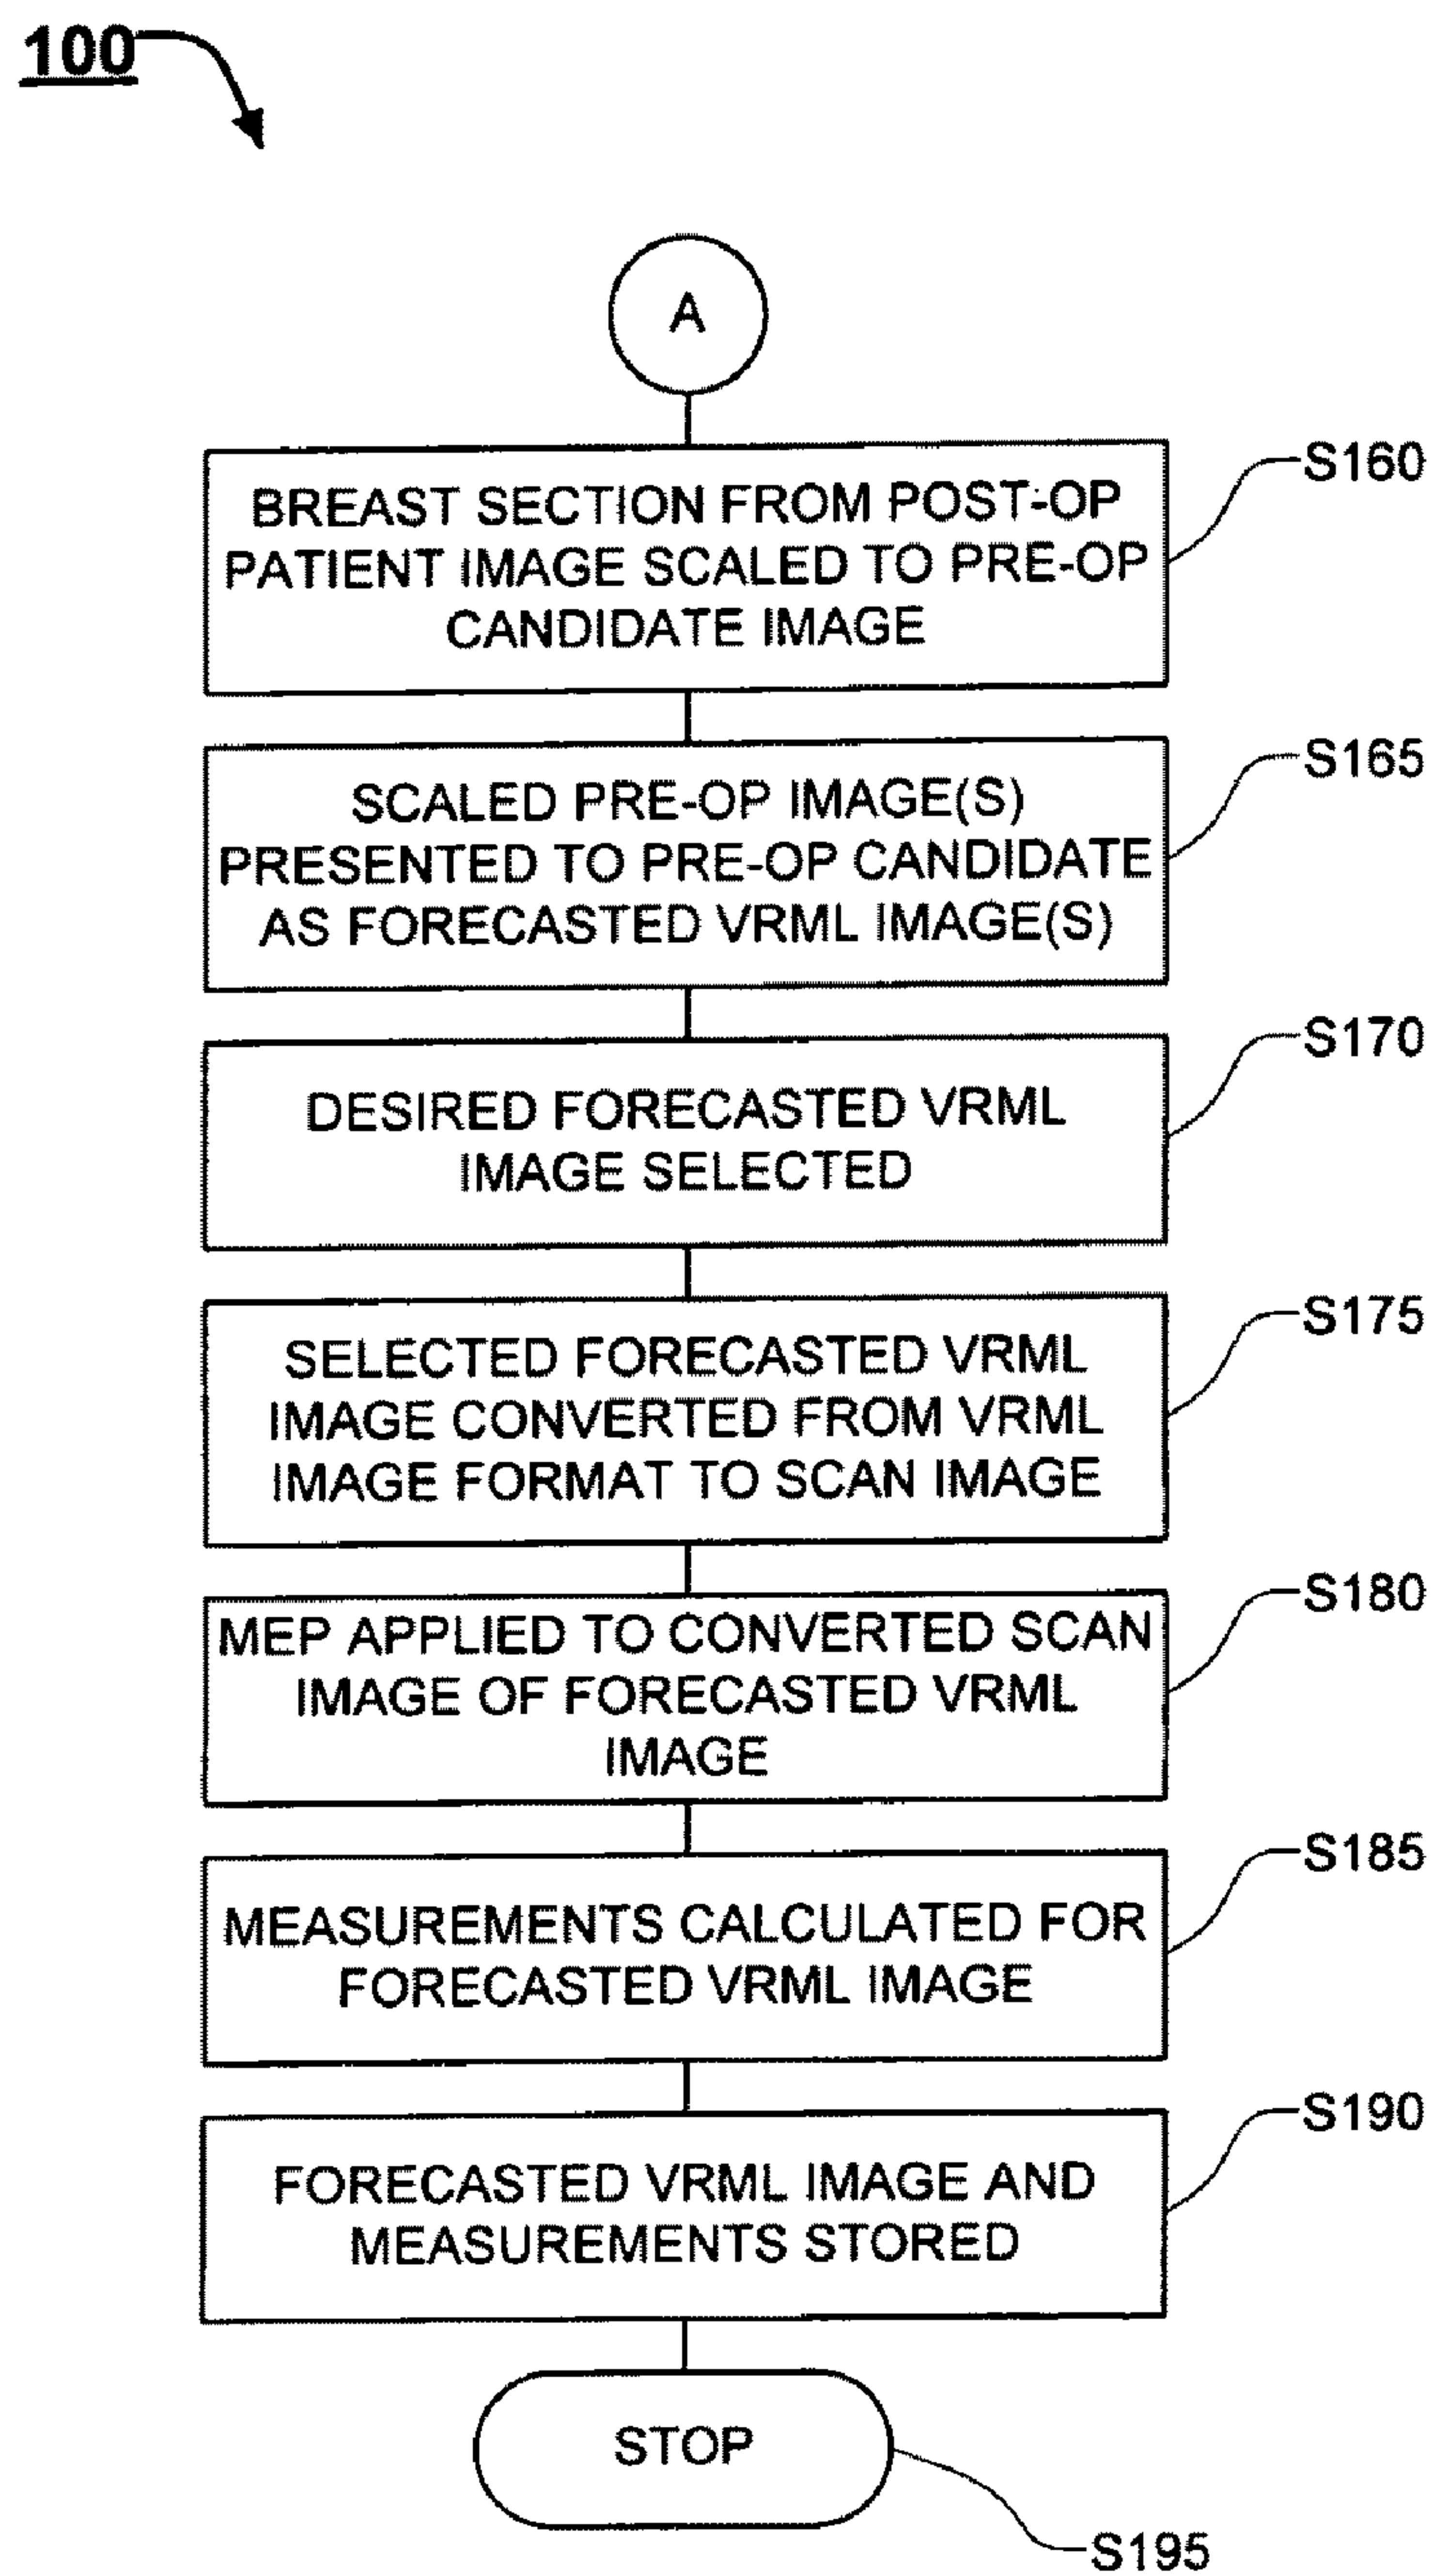 100
A
BREAST SECTION FROM POST-OP
PATIENT IMAGE SCALED TO PRE-OP
CANDIDATE IMAGE
S160
SCALED PRE-OP IMAGE(S)
PRESENTED TO PRE-OP CANDIDATE
AS FORECASTED VRML IMAGE(S)
S165
DESIRED FORECASTED VRML
IMAGE SELECTED
S170
SELECTED FORECASTED VRML
IMAGE CONVERTED FROM VRML
IMAGE FORMAT TO SCAN IMAGE
S175
MEP APPLIED TO CONVERTED SCAN
IMAGE OF FORECASTED VRML
IMAGE
S180
MEASUREMENTS CALCULATED FOR
FORECASTED VRML IMAGE
S185
FORECASTED VRML IMAGE AND
MEASUREMENTS STORED
S190
STOP
S195